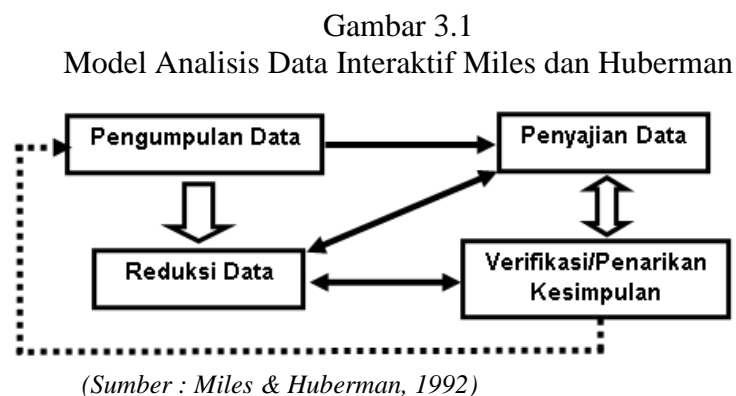 Gambar 3.1
Model Analisis Data Interaktif Miles dan Huberman
Pengumpulan Data
Penyajian Data
Reduksi Data
Verifikasi/Penarikan
Kesimpulan
(Sumber : Miles & Huberman, 1992)